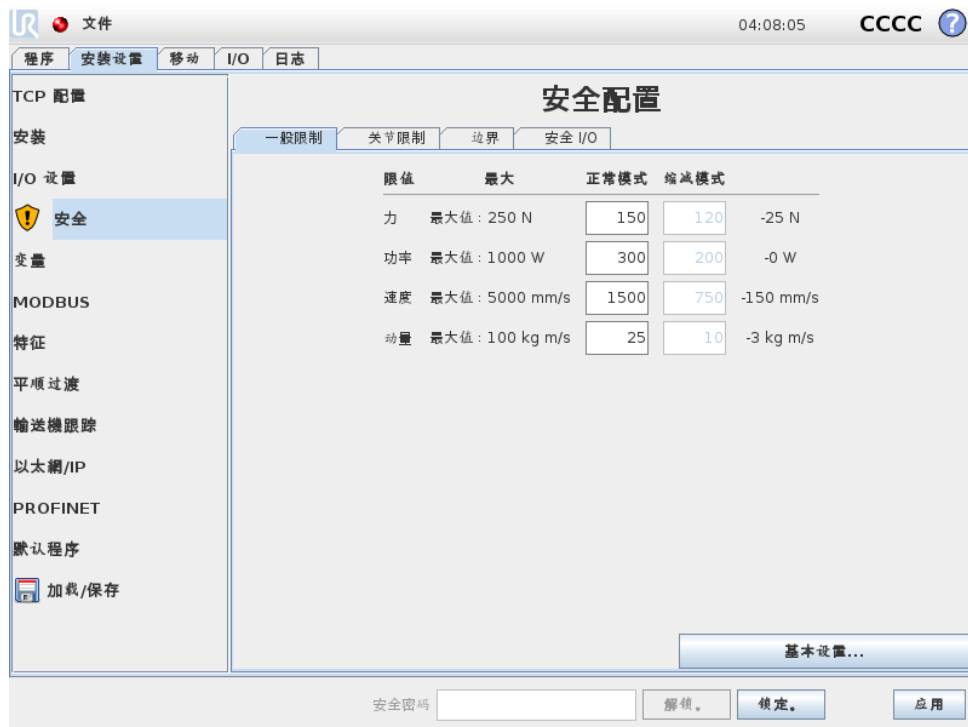 UR 文件 04:08:05 CCCC ?
程序 安装设置 移动 I/O 日志
TCP 配置
安装
I/O 设置
安全
变量
MODBUS
特征
平顺过渡
輸送機跟踪
以太網/IP
PROFINET
默认程序
加载/保存
安全配置
一般限制 关节限制 边界 安全 I/O
限值 最大 正常模式 缩减模式
力 最大值：250 N 150 120 -25 N
功率 最大值：1000 W 300 200 -0 W
速度 最大值：5000 mm/s 1500 750 -150 mm/s
动量 最大值：100 kg m/s 25 10 -3 kg m/s
基本设置...
安全密码 解锁。 锁定。 应用